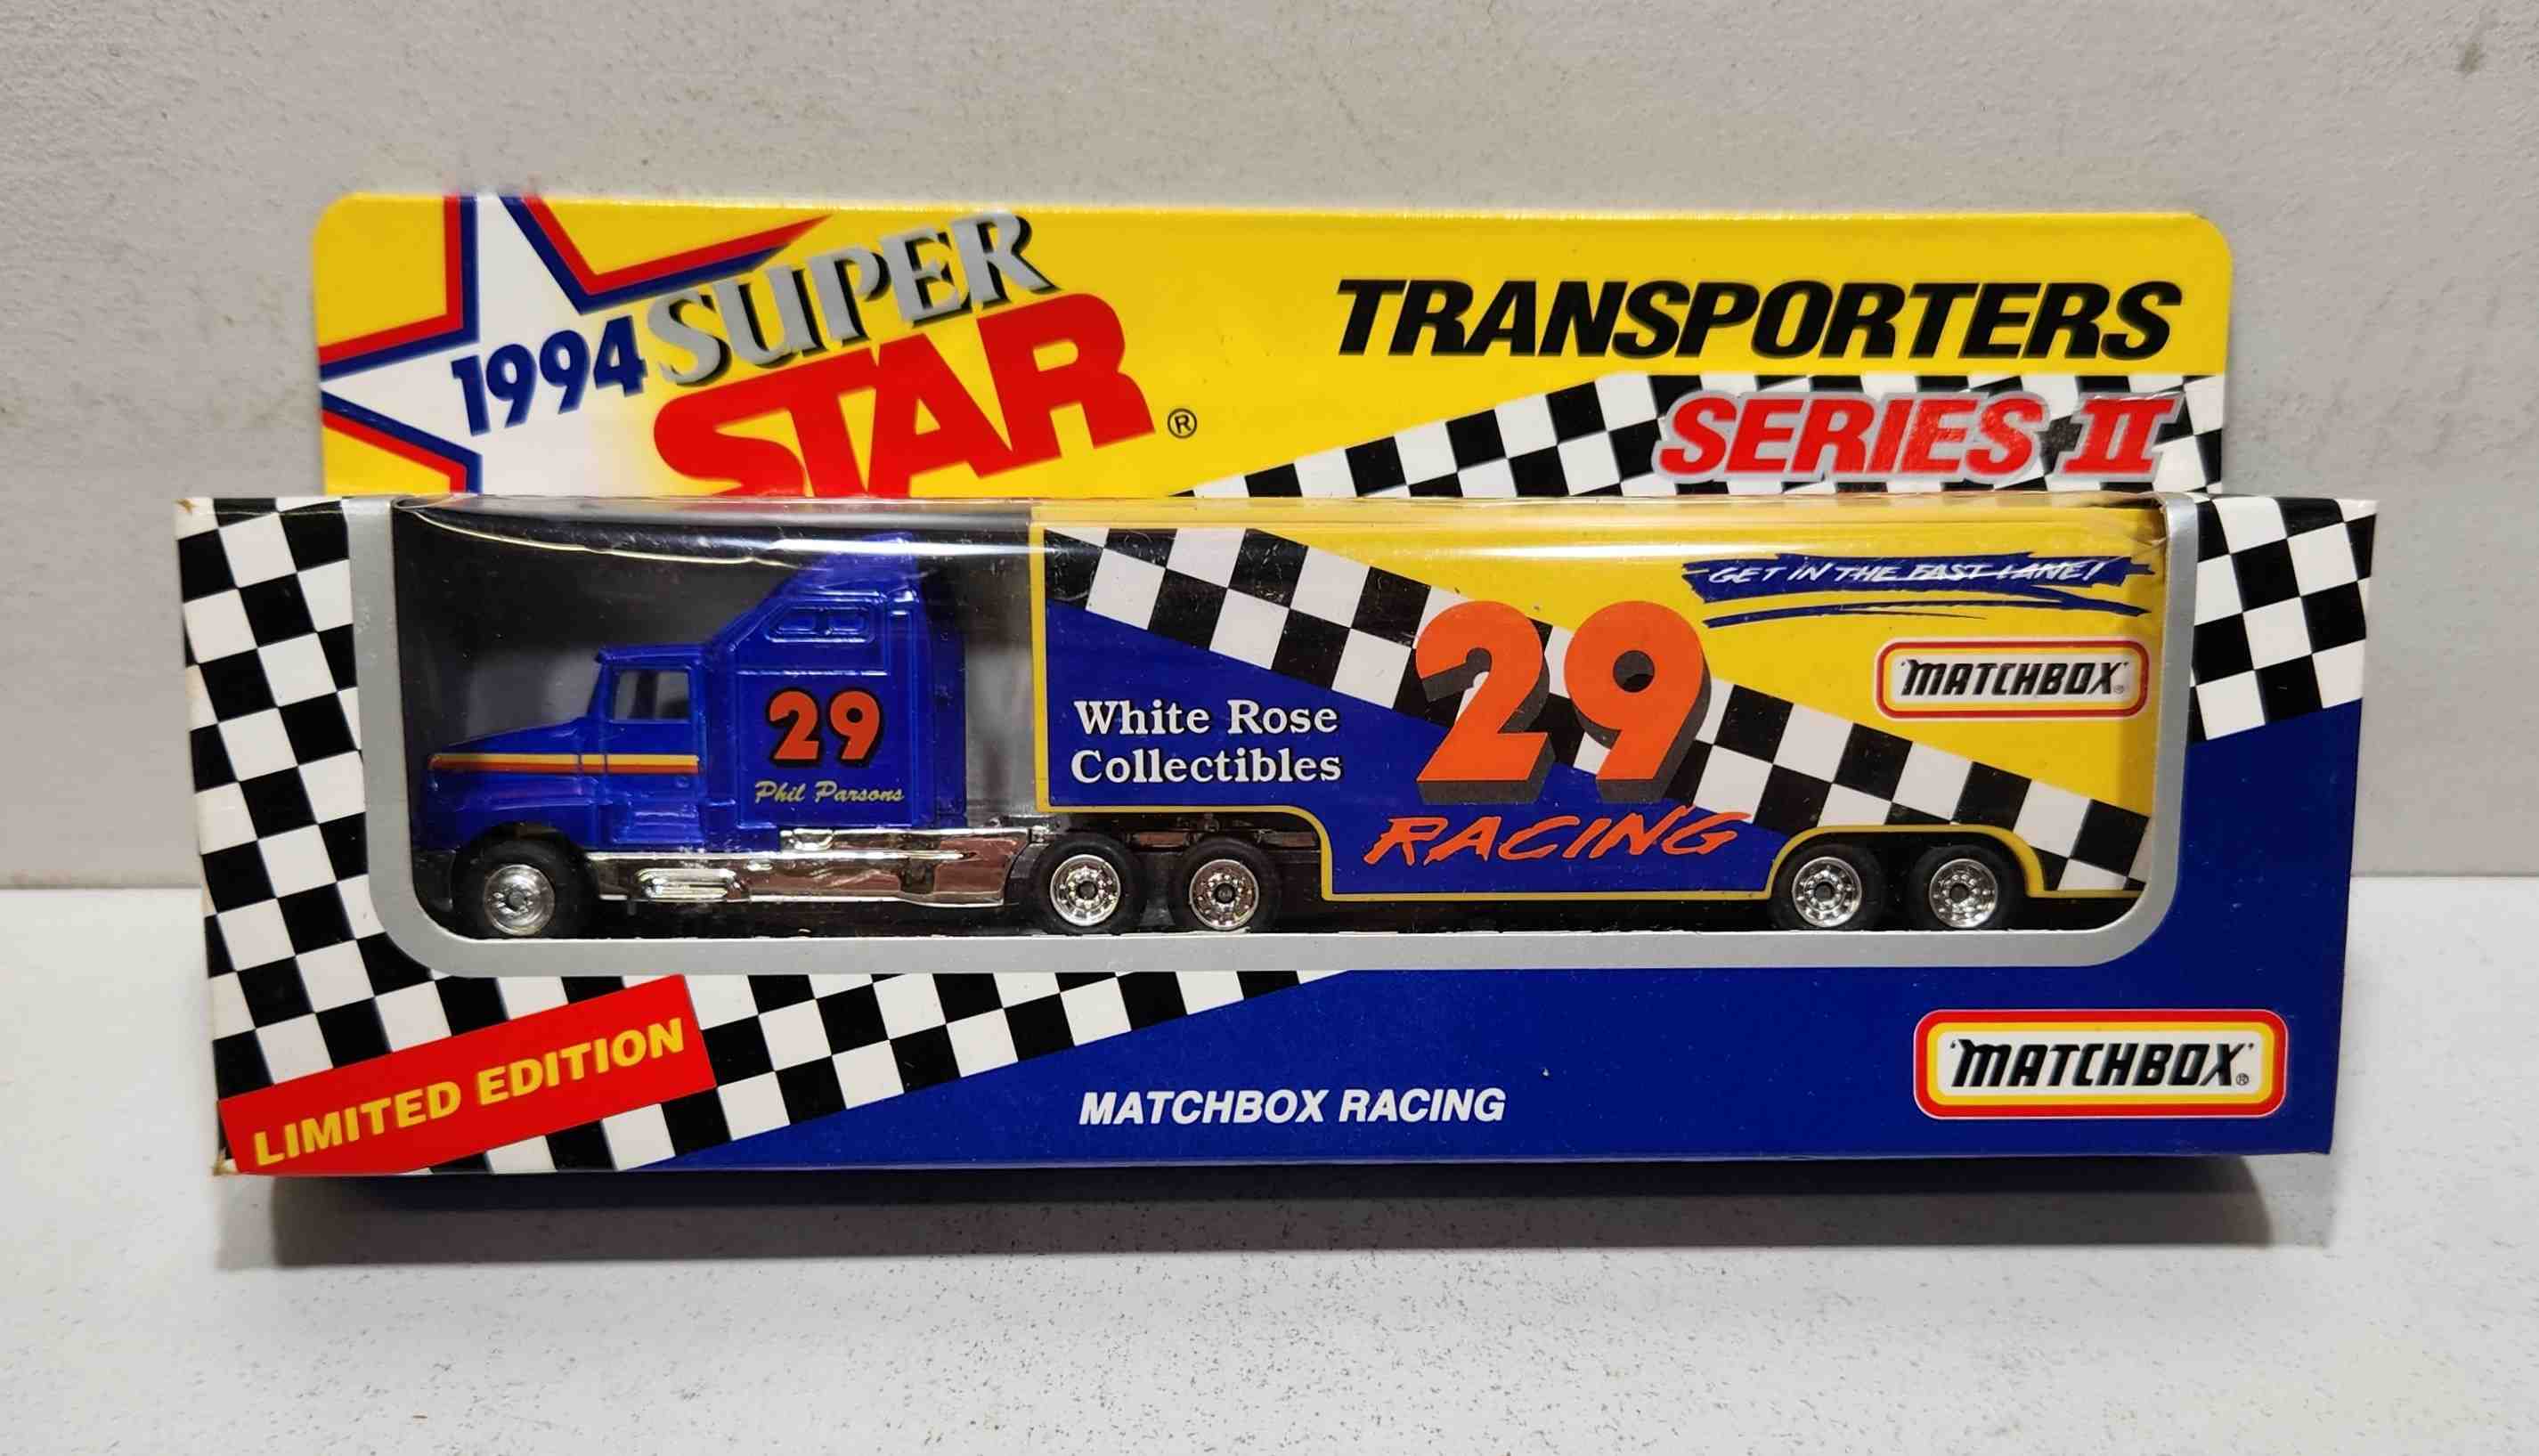 1994 SUPER
STAR ®
TRANSPORTERS
SERIES II
29
Phil Parsons
White Rose
Collectibles
29
RACING
GET IN THE FAST LANE!
'MATCHBOX'®
LIMITED EDITION
MATCHBOX RACING
'MATCHBOX'®